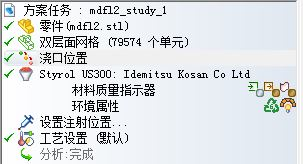 方案任务 : mdfl2_study_1
零件(mdfl2.stl)
双层面网格 (79574 个单元)
浇口位置
Styrol US300: Idemitsu Kosan Co Ltd
材料质量指示器
环境属性
设置注射位置...
工艺设置 (默认)
分析:完成